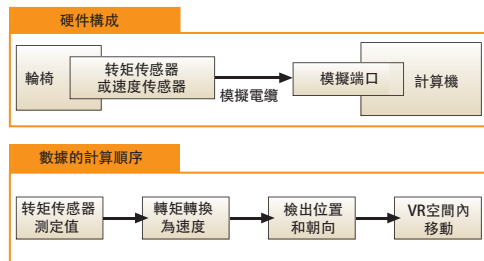 硬件構成
輪椅
转矩传感器
或速度传感器
模擬電纜
模擬端口
計算機
數據的計算順序
转矩传感器
测定值
轉矩轉換
為速度
檢出位置
和朝向
VR空間內
移動